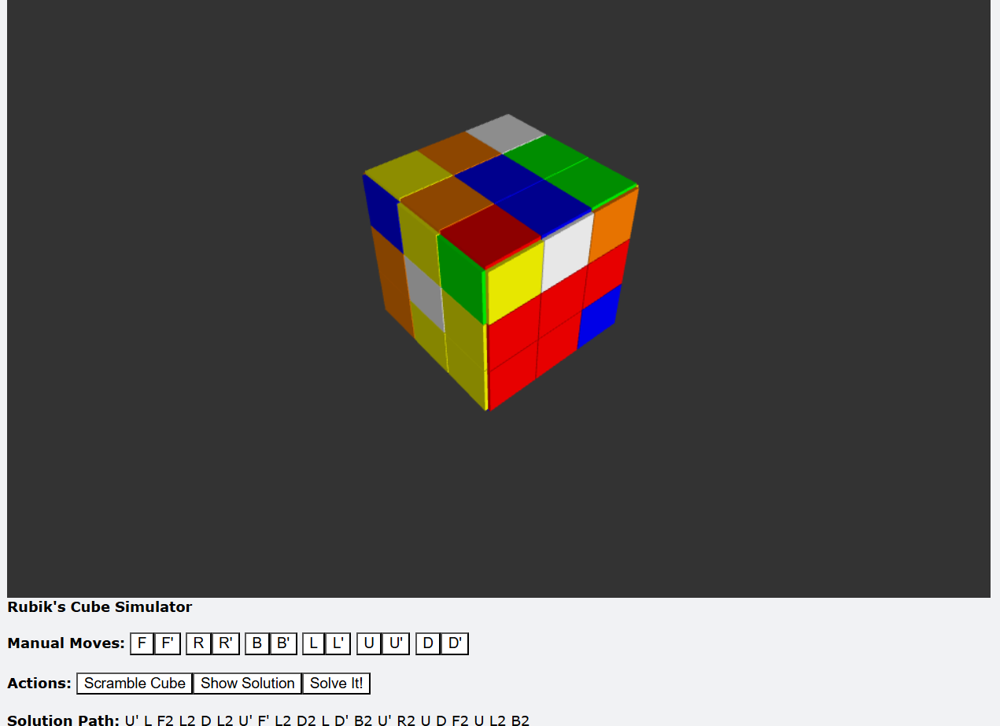 Rubik's Cube Simulator
Manual Moves: F F' R R' B B' L L' U U' D D'
Actions: Scramble Cube Show Solution Solve It!
Solution Path: U' L F2 L2 D L2 U' F' L2 D2 L D' B2 U' R2 U D F2 U L2 B2